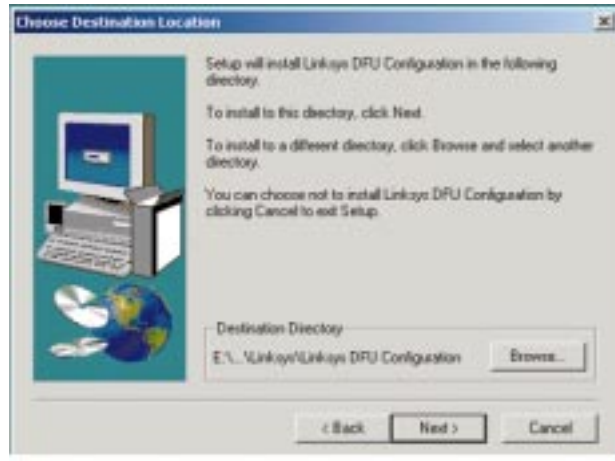 Choose Destination Location
Setup will install Linksys DFU Configuration in the following
directory.
To install to this directory, click Next.
To install to a different directory, click Browse and select another
directory.
You can choose not to install Linksys DFU Configuration by
clicking Cancel to exit Setup.
Destination Directory
E:\...\Linksys\Linksys DFU Configuration
Browse...
< Back
Next >
Cancel